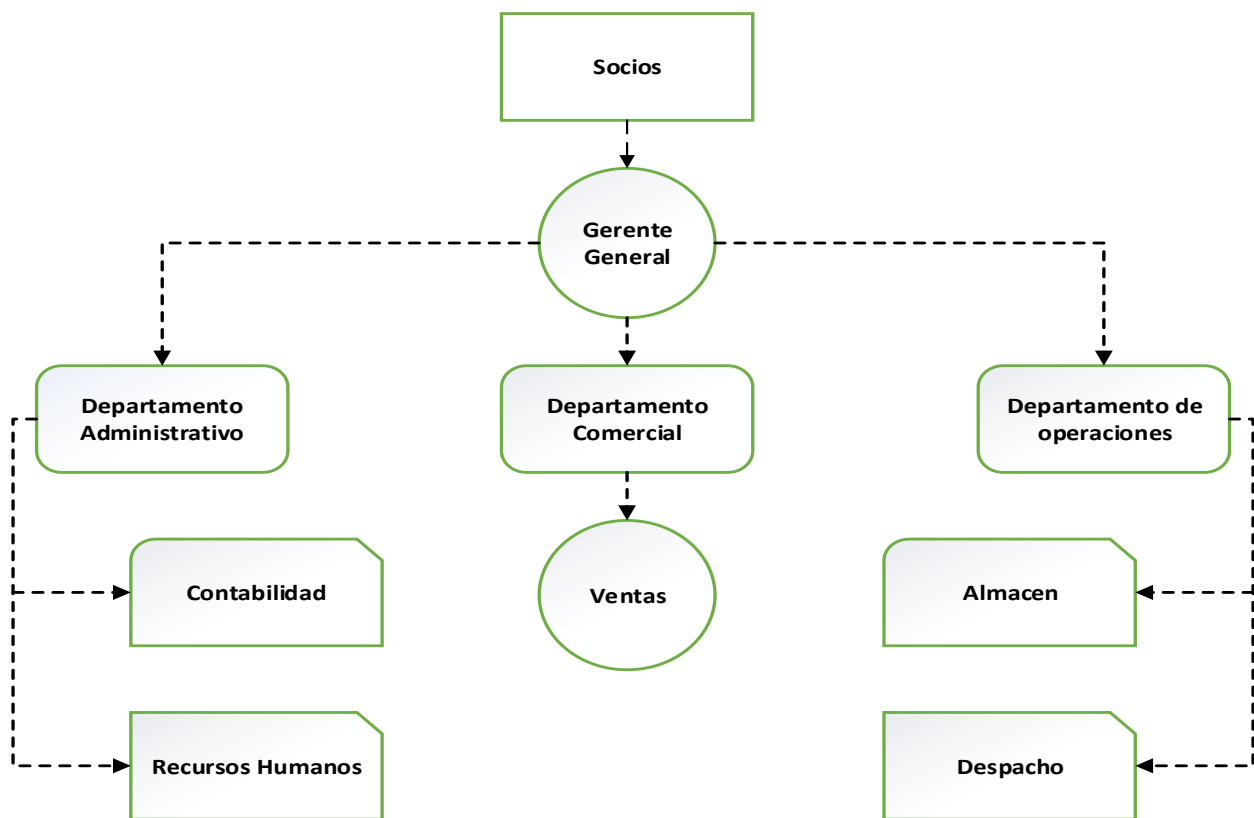 Socios
Gerente
General
Departamento
Administrativo
Departamento
Comercial
Departamento de
operaciones
Contabilidad
Ventas
Almacen
Recursos Humanos
Despacho